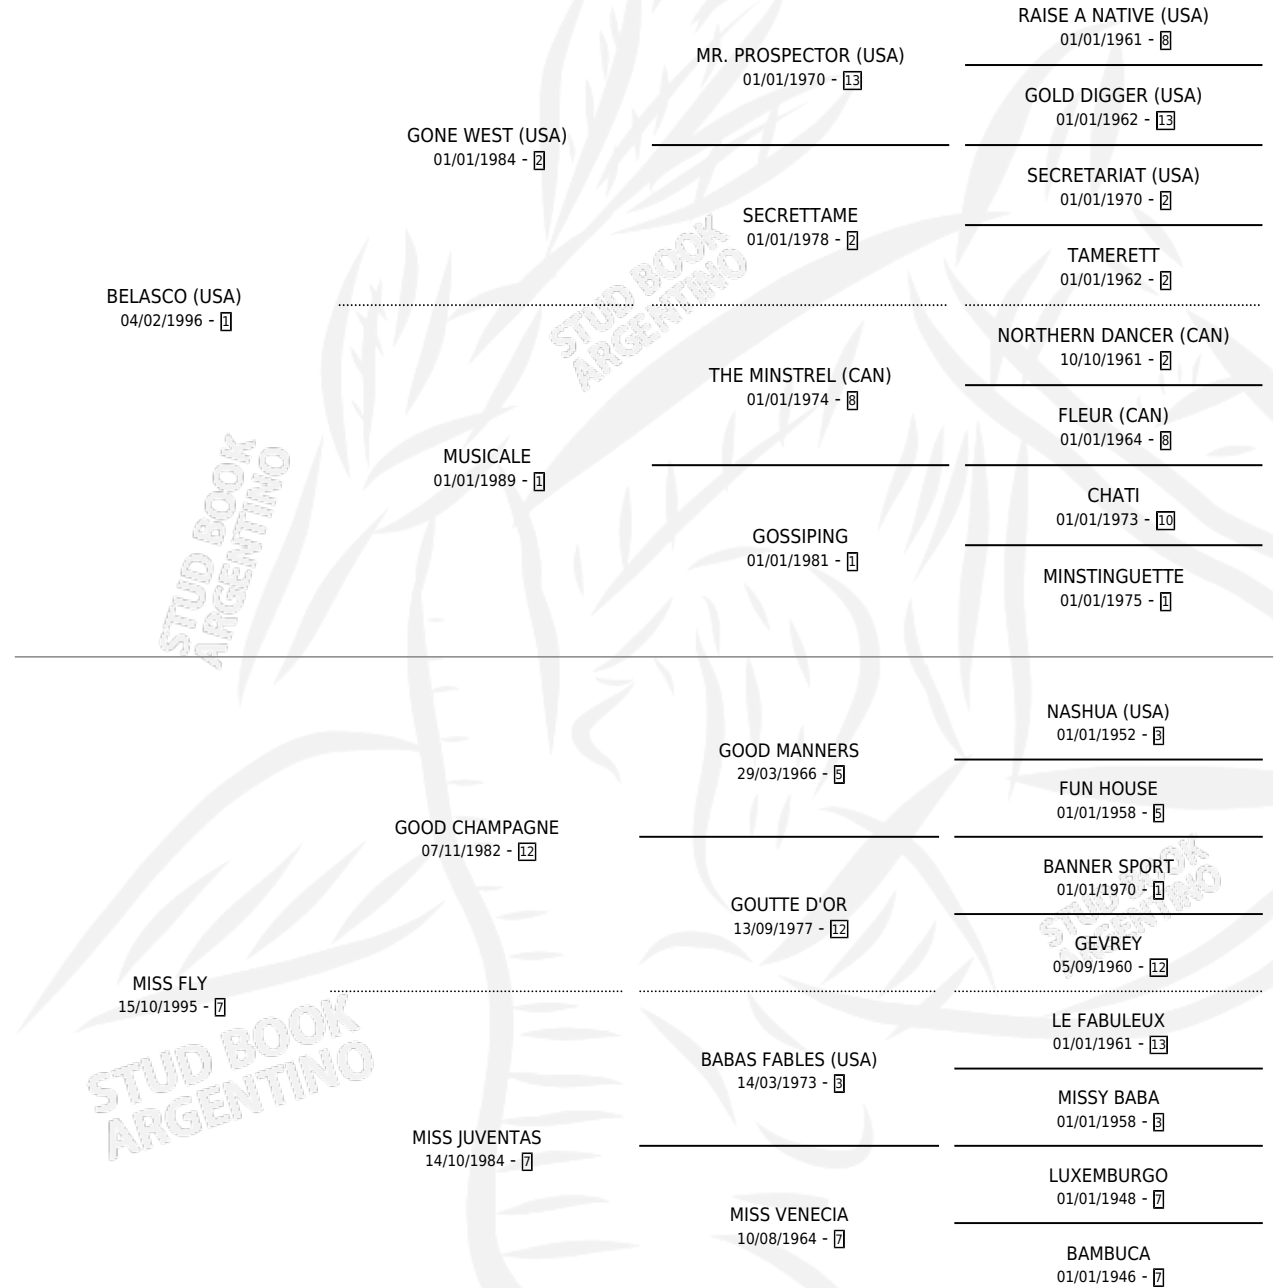 RAISE A NATIVE (USA)
01/01/1961 - 8
MR. PROSPECTOR (USA)
01/01/1970 - 13
GOLD DIGGER (USA)
01/01/1962 - 13
GONE WEST (USA)
01/01/1984 - 2
SECRETARIAT (USA)
01/01/1970 - 2
SECRETTAME
01/01/1978 - 2
TAMERETT
01/01/1962 - 2
BELASCO (USA)
04/02/1996 - 1
NORTHERN DANCER (CAN)
10/10/1961 - 2
THE MINSTREL (CAN)
01/01/1974 - 8
FLEUR (CAN)
01/01/1964 - 8
MUSICALE
01/01/1989 - 1
CHATI
01/01/1973 - 10
GOSSIPING
01/01/1981 - 1
MINSTINGUETTE
01/01/1975 - 1
NASHUA (USA)
01/01/1952 - 3
GOOD MANNERS
29/03/1966 - 5
FUN HOUSE
01/01/1958 - 5
GOOD CHAMPAGNE
07/11/1982 - 12
BANNER SPORT
01/01/1970 - 1
GOUTTE D'OR
13/09/1977 - 12
GEVREY
05/09/1960 - 12
MISS FLY
15/10/1995 - 7
LE FABULEUX
01/01/1961 - 13
BABAS FABLES (USA)
14/03/1973 - 3
MISSY BABA
01/01/1958 - 3
MISS JUVENTAS
14/10/1984 - 7
LUXEMBURGO
01/01/1948 - 7
MISS VENECIA
10/08/1964 - 7
BAMBUCA
01/01/1946 - 7
STUD BOOK
ARGENTINO
STUD BOOK
ARGENTINO
STUD BOOK
ARGENTINO
STUD BOOK
ARGENTINO